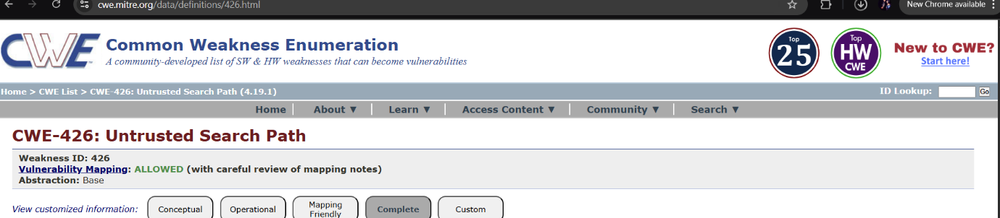 cwe.mitre.org/data/definitions/426.html
New Chrome available
CWE
Common Weakness Enumeration
A community-developed list of SW & HW weaknesses that can become vulnerabilities
Top
25
Top
HW
CWE
New to CWE?
Start here!
Home > CWE List > CWE-426: Untrusted Search Path (4.19.1)
ID Lookup:
Go
Home
About ▼
Learn ▼
Access Content ▼
Community ▼
Search ▼
CWE-426: Untrusted Search Path
Weakness ID: 426
Vulnerability Mapping: ALLOWED (with careful review of mapping notes)
Abstraction: Base
View customized information:
Conceptual
Operational
Mapping
Friendly
Complete
Custom